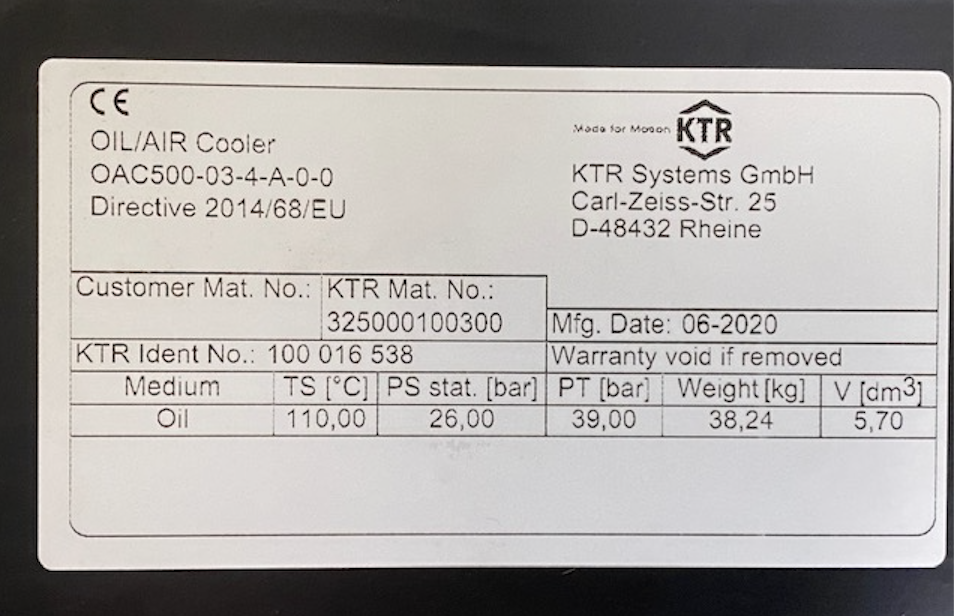 CE
OIL/AIR Cooler
OAC500-03-4-A-0-0
Directive 2014/68/EU
Made for Motion KTR
KTR Systems GmbH
Carl-Zeiss-Str. 25
D-48432 Rheine
Customer Mat. No.: KTR Mat. No.:
325000100300
Mfg. Date: 06-2020
KTR Ident No.: 100 016 538
Warranty void if removed
Medium TS [°C] PS stat. [bar] PT [bar] Weight [kg] V [dm³]
Oil 110,00 26,00 39,00 38,24 5,70